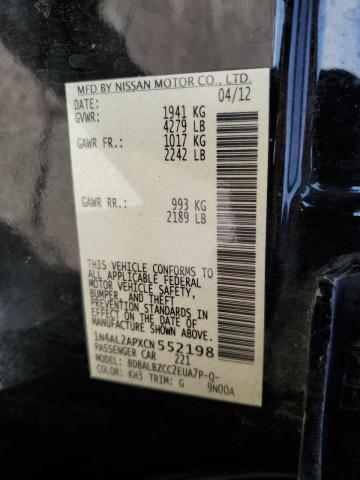 MFD BY NISSAN MOTOR CO., LTD.
DATE: 04/12
GVWR: 1941 KG
4279 LB
GAWR FR.: 1017 KG
2242 LB
GAWR RR.: 993 KG
2189 LB
THIS VEHICLE CONFORMS TO
ALL APPLICABLE FEDERAL
MOTOR VEHICLE SAFETY,
BUMPER, AND THEFT
PREVENTION STANDARDS
IN EFFECT ON THE DATE OF
MANUFACTURE SHOWN ABOVE.
1N4AL2APXCN552198
PASSENGER CAR 221
MODEL: BDBALBZCC2EUA7P-Q-
COLOR: KH3 TRIM: G 9N00A